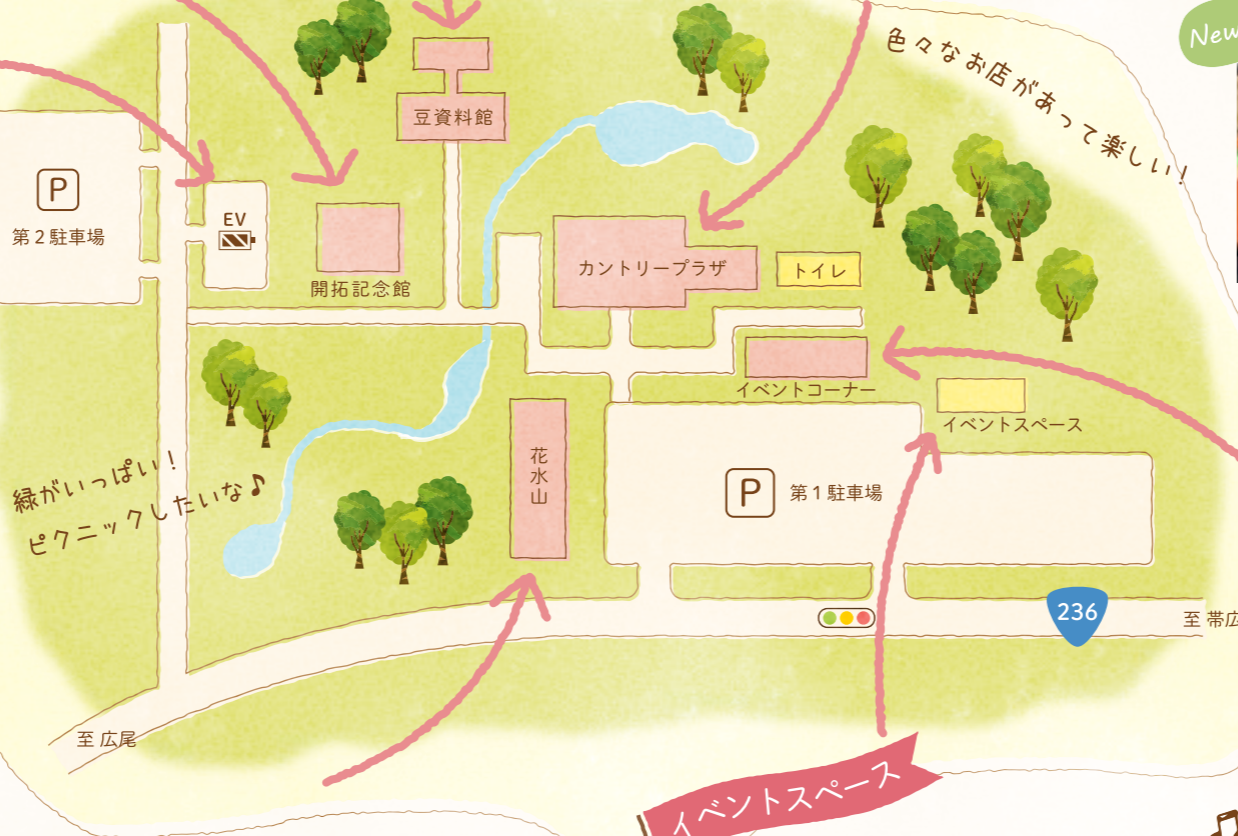 色々なお店があって楽しい!
New
豆資料館
P
第2駐車場
EV
開拓記念館
カントリープラザ
トイレ
イベントコーナー
イベントスペース
緑がいっぱい!
ピクニックしたいな♪
花水山
P
第1駐車場
236
至 帯広
至 広尾
イベントスペース